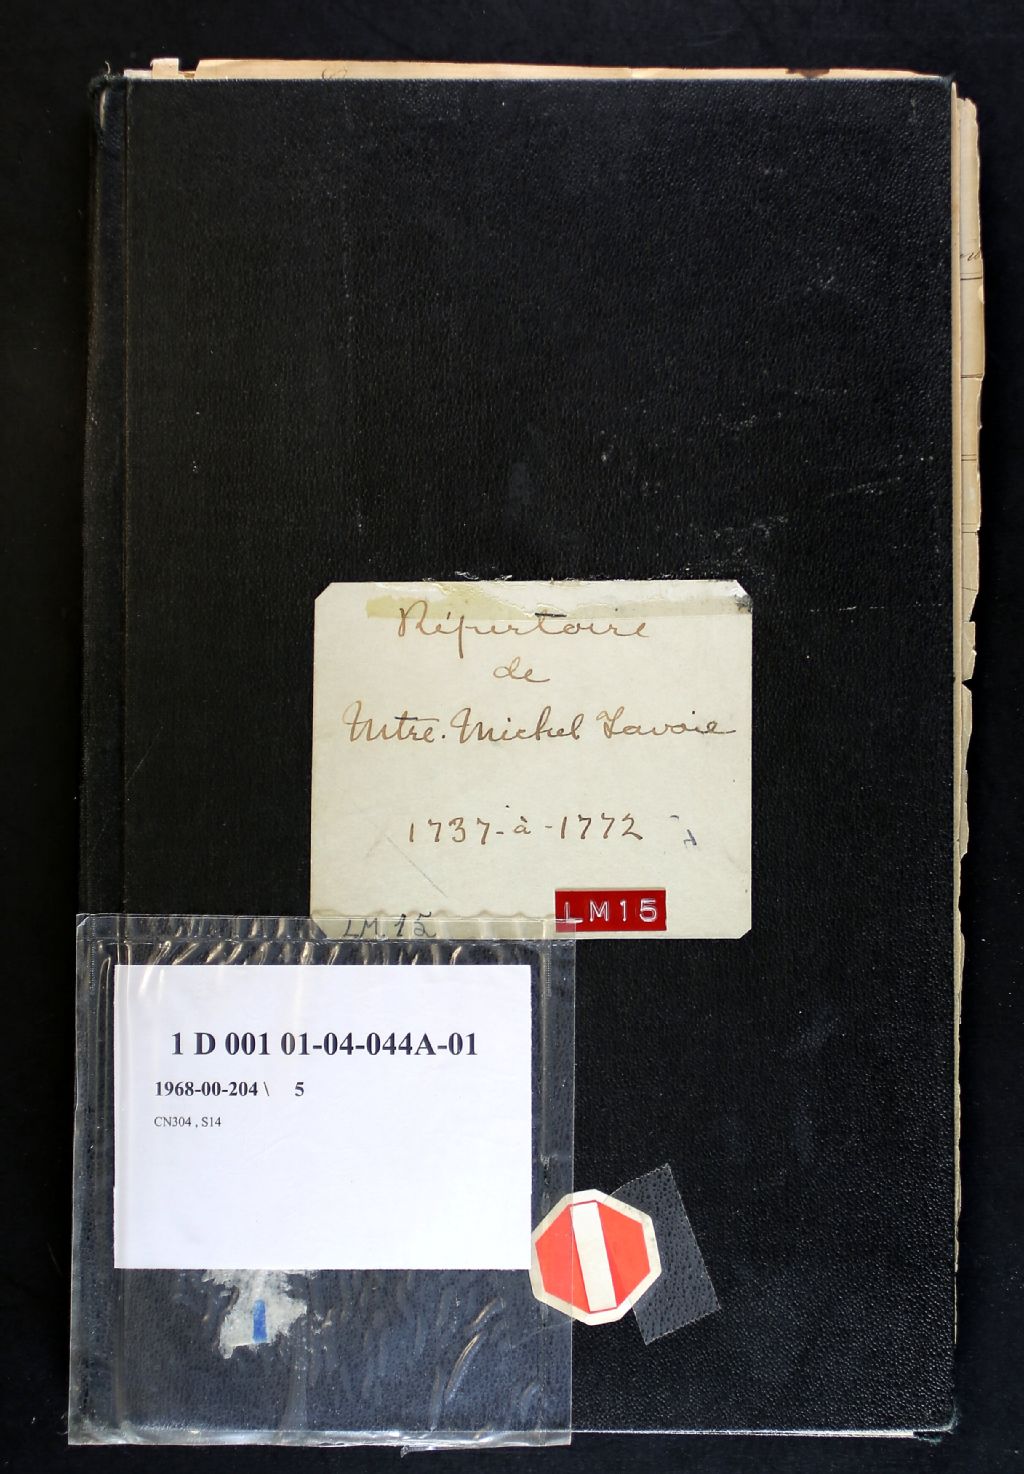 Répertoire
de
Mtre. Michel Lavoie
1737-à-1772
LM15
LM.15
1 D 001 01-04-044A-01
1968-00-204 \ 5
CN304 , S14